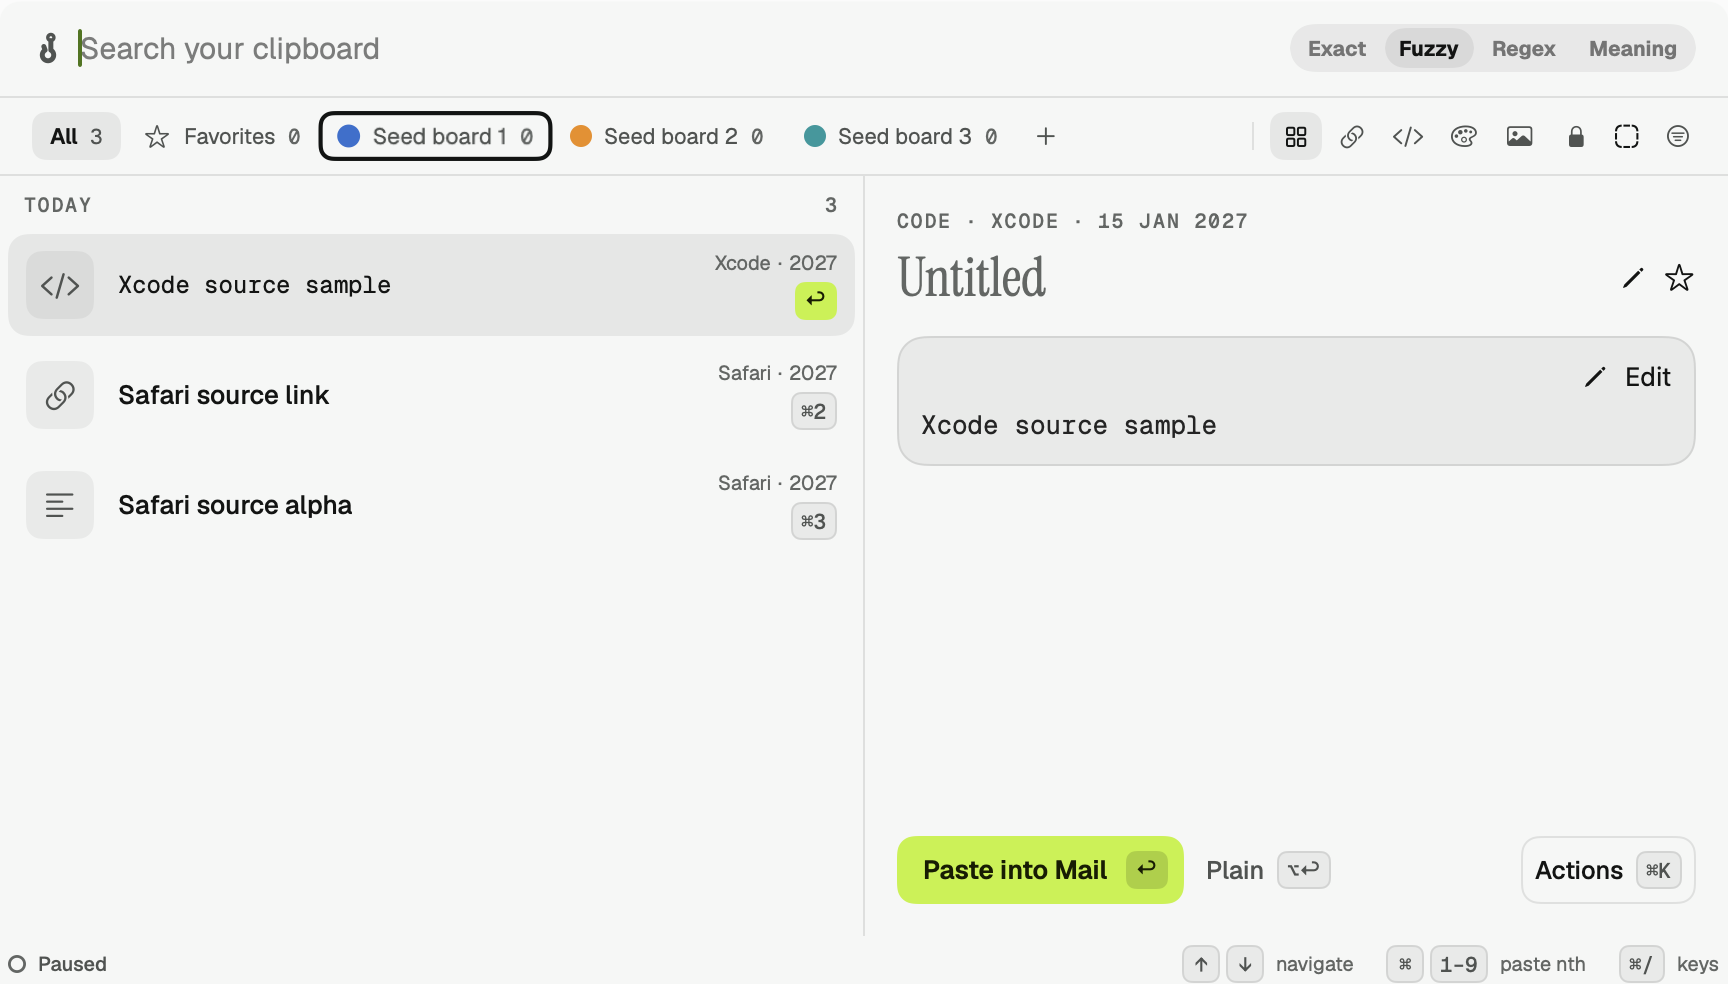 Search your clipboard
Exact Fuzzy Regex Meaning
All 3 Favorites 0 Seed board 1 0 Seed board 2 0 Seed board 3 0
TODAY 3
Xcode source sample
Xcode · 2027
Safari source link
Safari · 2027
⌘2
Safari source alpha
Safari · 2027
⌘3
CODE · XCODE · 15 JAN 2027
Untitled
Edit
Xcode source sample
Paste into Mail ↩ Plain ⌥↩ Actions ⌘K
Paused
↑ ↓ navigate ⌘ 1-9 paste nth ⌘/ keys